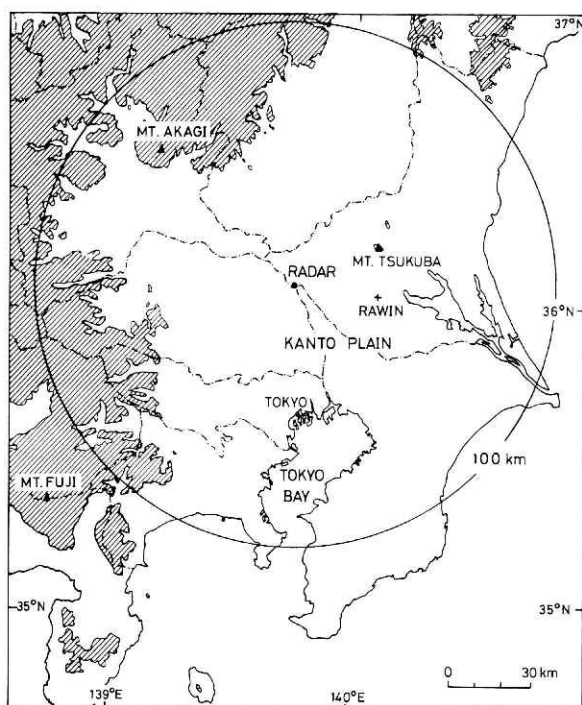 37°N
MT. AKAGI
MT. TSUKUBA
RADAR
RAWIN
36°N
KANTO PLAIN
TOKYO
100 km
MT. FUJI
TOKYO
BAY
35°N
35°N
0 30 km
139°E
140°E